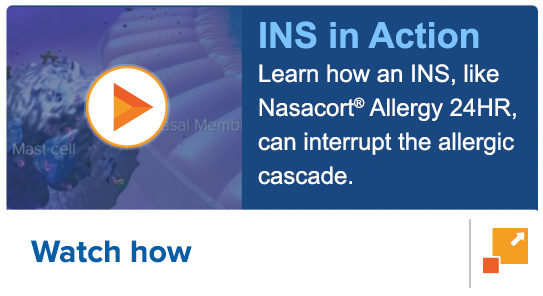 INS in Action
Learn how an INS, like
Nasacort® Allergy 24HR,
can interrupt the allergic
cascade.
Mast cell
Watch how